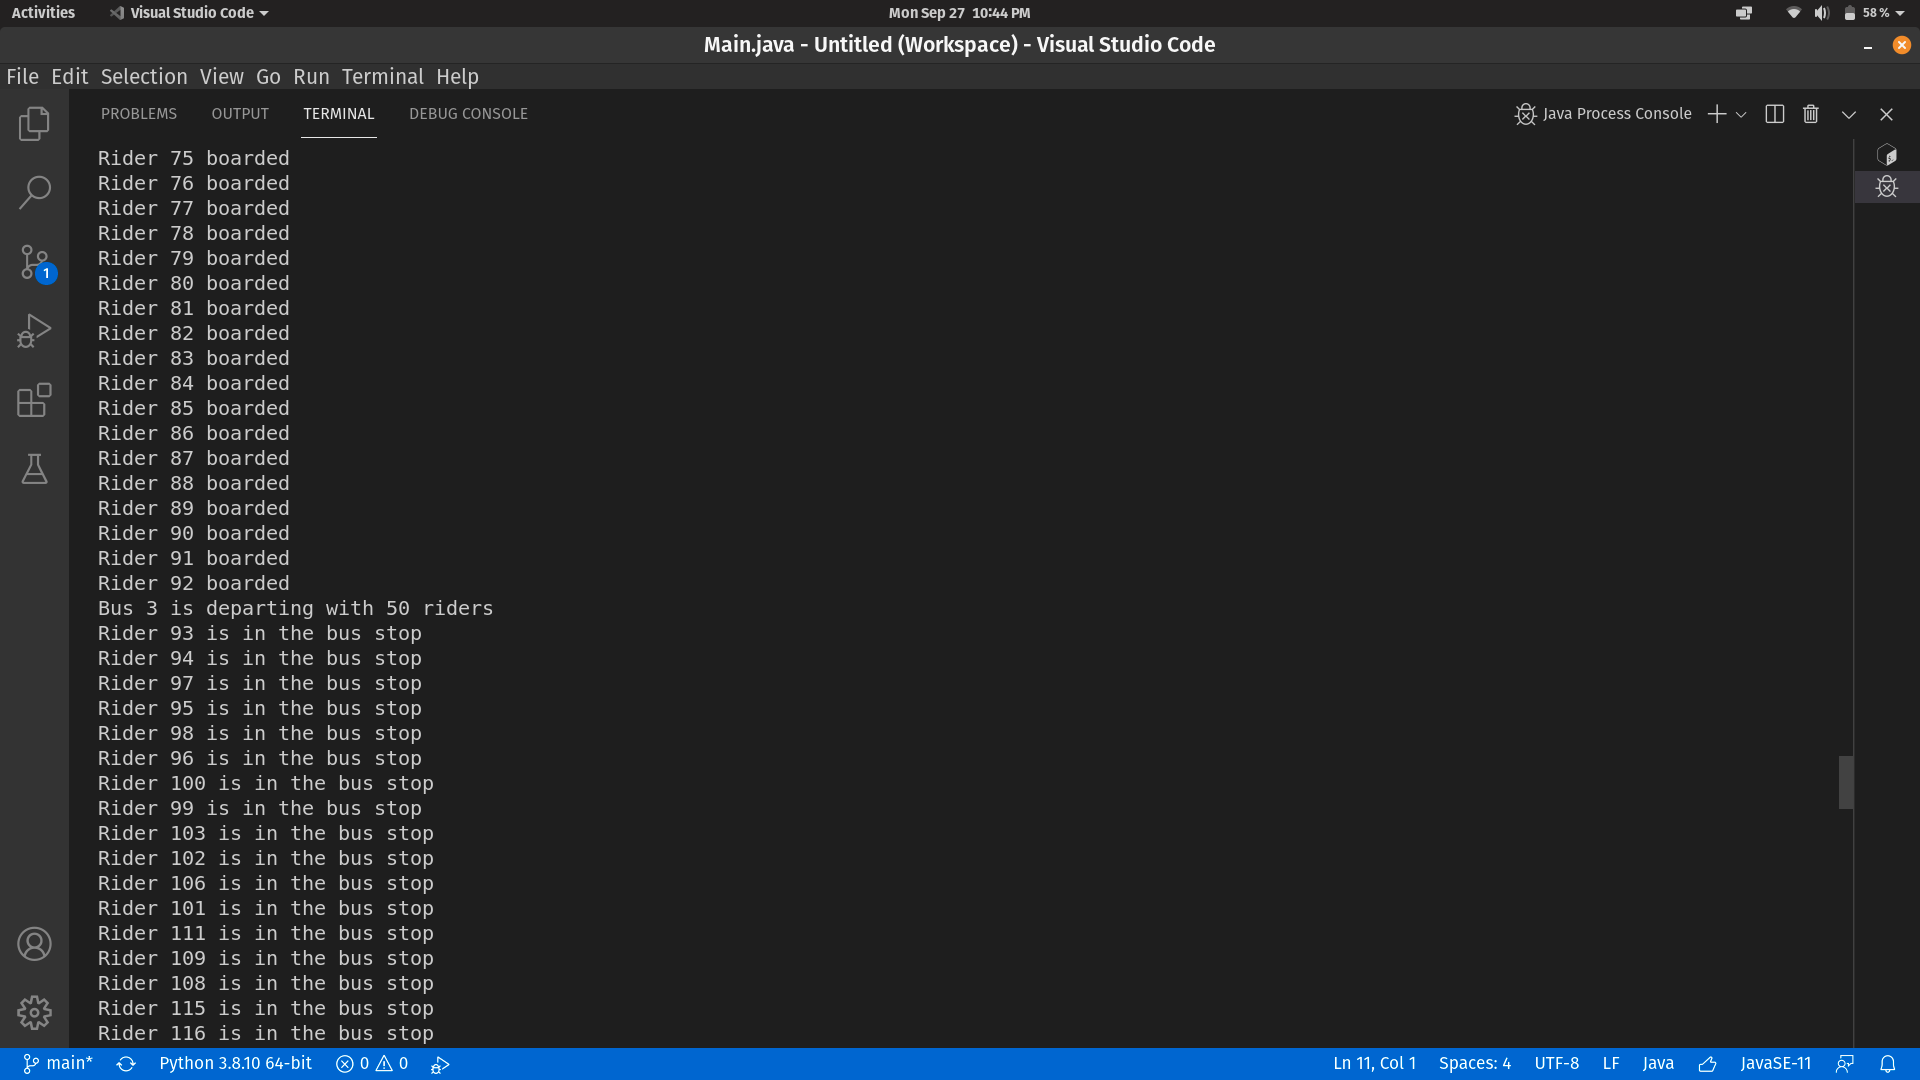 Activities Visual Studio Code Mon Sep 27 10:44 PM 58 %
Main.java - Untitled (Workspace) - Visual Studio Code
File Edit Selection View Go Run Terminal Help
PROBLEMS OUTPUT TERMINAL DEBUG CONSOLE Java Process Console
Rider 75 boarded
Rider 76 boarded
Rider 77 boarded
Rider 78 boarded
Rider 79 boarded
Rider 80 boarded
Rider 81 boarded
Rider 82 boarded
Rider 83 boarded
Rider 84 boarded
Rider 85 boarded
Rider 86 boarded
Rider 87 boarded
Rider 88 boarded
Rider 89 boarded
Rider 90 boarded
Rider 91 boarded
Rider 92 boarded
Bus 3 is departing with 50 riders
Rider 93 is in the bus stop
Rider 94 is in the bus stop
Rider 97 is in the bus stop
Rider 95 is in the bus stop
Rider 98 is in the bus stop
Rider 96 is in the bus stop
Rider 100 is in the bus stop
Rider 99 is in the bus stop
Rider 103 is in the bus stop
Rider 102 is in the bus stop
Rider 106 is in the bus stop
Rider 101 is in the bus stop
Rider 111 is in the bus stop
Rider 109 is in the bus stop
Rider 108 is in the bus stop
Rider 115 is in the bus stop
Rider 116 is in the bus stop
1
main* Python 3.8.10 64-bit 0 0 Ln 11, Col 1 Spaces: 4 UTF-8 LF Java JavaSE-11